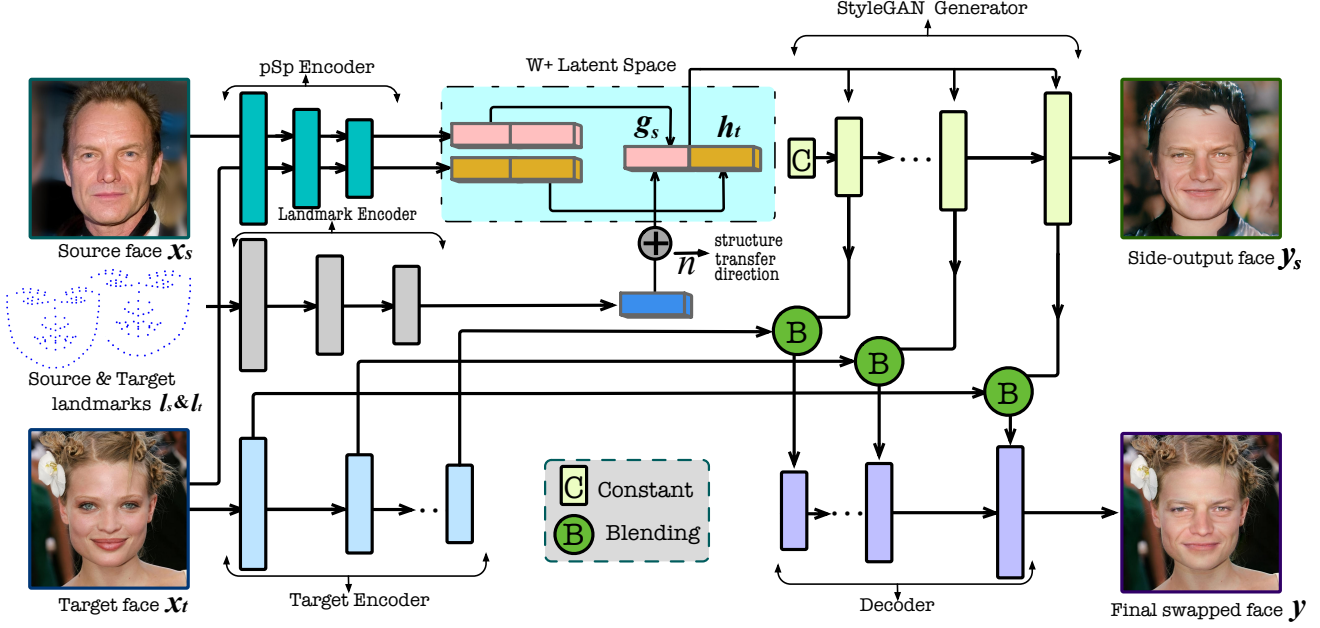 StyleGAN Generator
pSp Encoder
W+ Latent Space
g_s
h_t
C
Source face x_s
Landmark Encoder
n
structure
transfer
direction
Side-output face y_s
B
B
B
Source & Target
landmarks l_s&l_t
C Constant
B Blending
Target face x_t
Target Encoder
Decoder
Final swapped face y